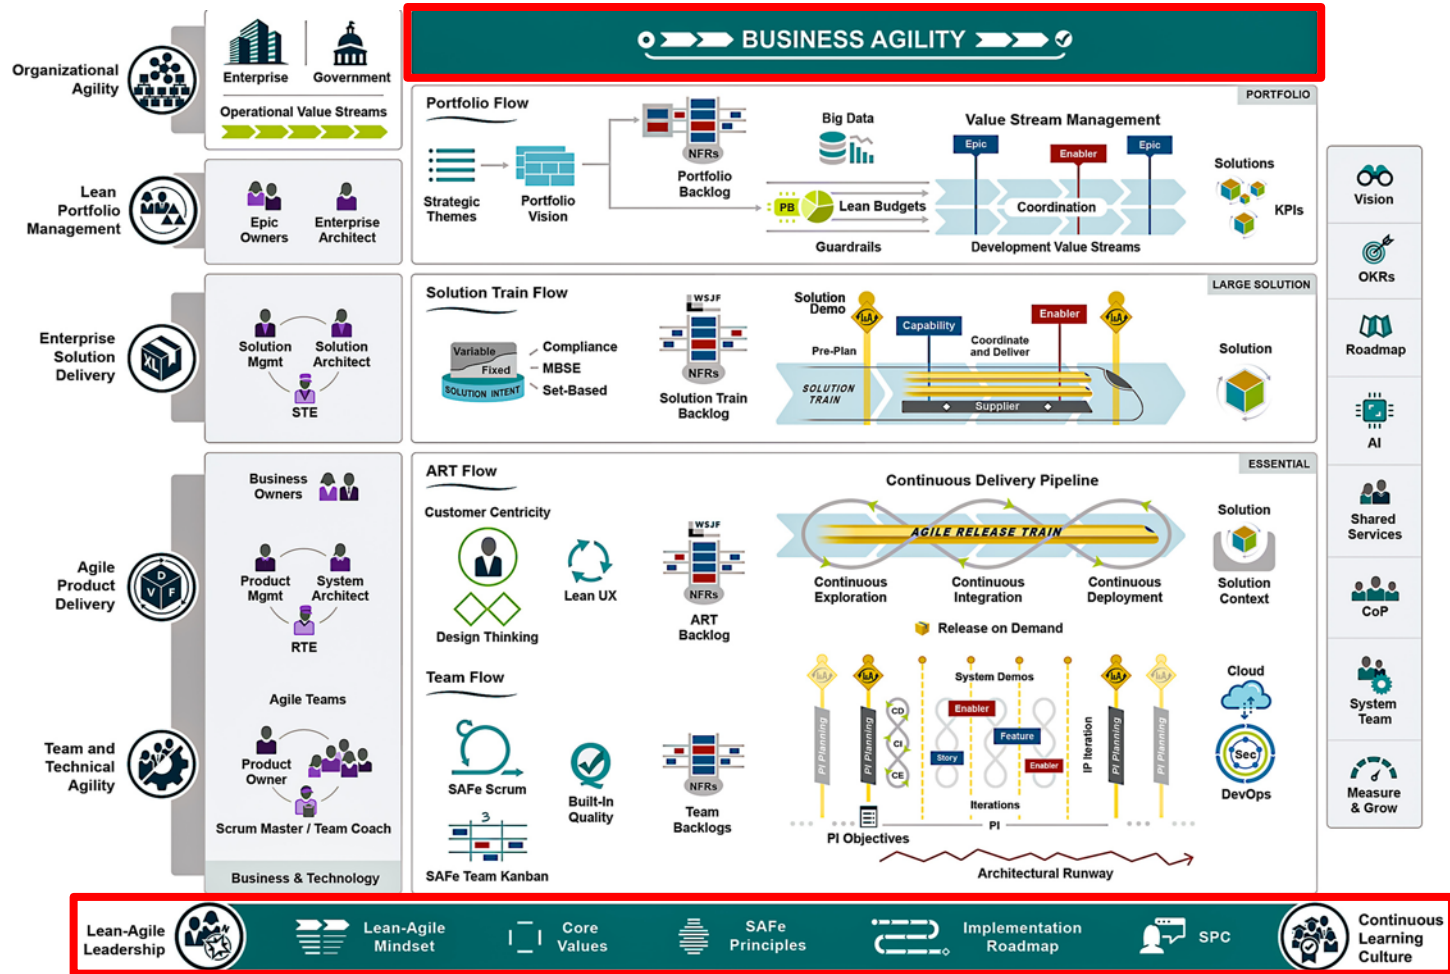 Organizational
Agility
Enterprise
Government
Operational Value Streams
BUSINESS AGILITY
PORTFOLIO
Portfolio Flow
Strategic
Themes
Portfolio
Vision
NFRs
Portfolio
Backlog
Big Data
PB
Lean Budgets
Guardrails
Value Stream Management
Epic
Enabler
Epic
Coordination
Development Value Streams
Solutions
KPIs
Lean
Portfolio
Management
Epic
Owners
Enterprise
Architect
Enterprise
Solution
Delivery
XL
Solution
Mgmt
Solution
Architect
STE
LARGE SOLUTION
Solution Train Flow
Variable
Fixed
SOLUTION INTENT
Compliance
MBSE
Set-Based
WSJF
NFRs
Solution Train
Backlog
Solution
Demo
I&A
Pre-Plan
Capability
Coordinate
and Deliver
Enabler
I&A
SOLUTION
TRAIN
Supplier
Solution
Agile
Product
Delivery
D
V
F
Business
Owners
Product
Mgmt
System
Architect
RTE
ESSENTIAL
ART Flow
Customer Centricity
Design Thinking
Lean UX
WSJF
NFRs
ART
Backlog
Continuous Delivery Pipeline
AGILE RELEASE TRAIN
Continuous
Exploration
Continuous
Integration
Continuous
Deployment
Release on Demand
Solution
Solution
Context
Team and
Technical
Agility
Agile Teams
Product
Owner
Scrum Master / Team Coach
Business & Technology
Team Flow
SAFe Scrum
3
SAFe Team Kanban
Built-In
Quality
NFRs
Team
Backlogs
I&A
PI Planning
I&A
PI Planning
CD
CI
CE
System Demos
Enabler
Story
Feature
Enabler
Iterations
IP Iteration
I&A
PI Planning
I&A
PI Planning
PI Objectives
PI
Architectural Runway
Cloud
Sec
DevOps
Vision
OKRs
Roadmap
AI
Shared
Services
CoP
System
Team
Measure
& Grow
Lean-Agile
Leadership
Lean-Agile
Mindset
Core
Values
SAFe
Principles
Implementation
Roadmap
SPC
Continuous
Learning
Culture